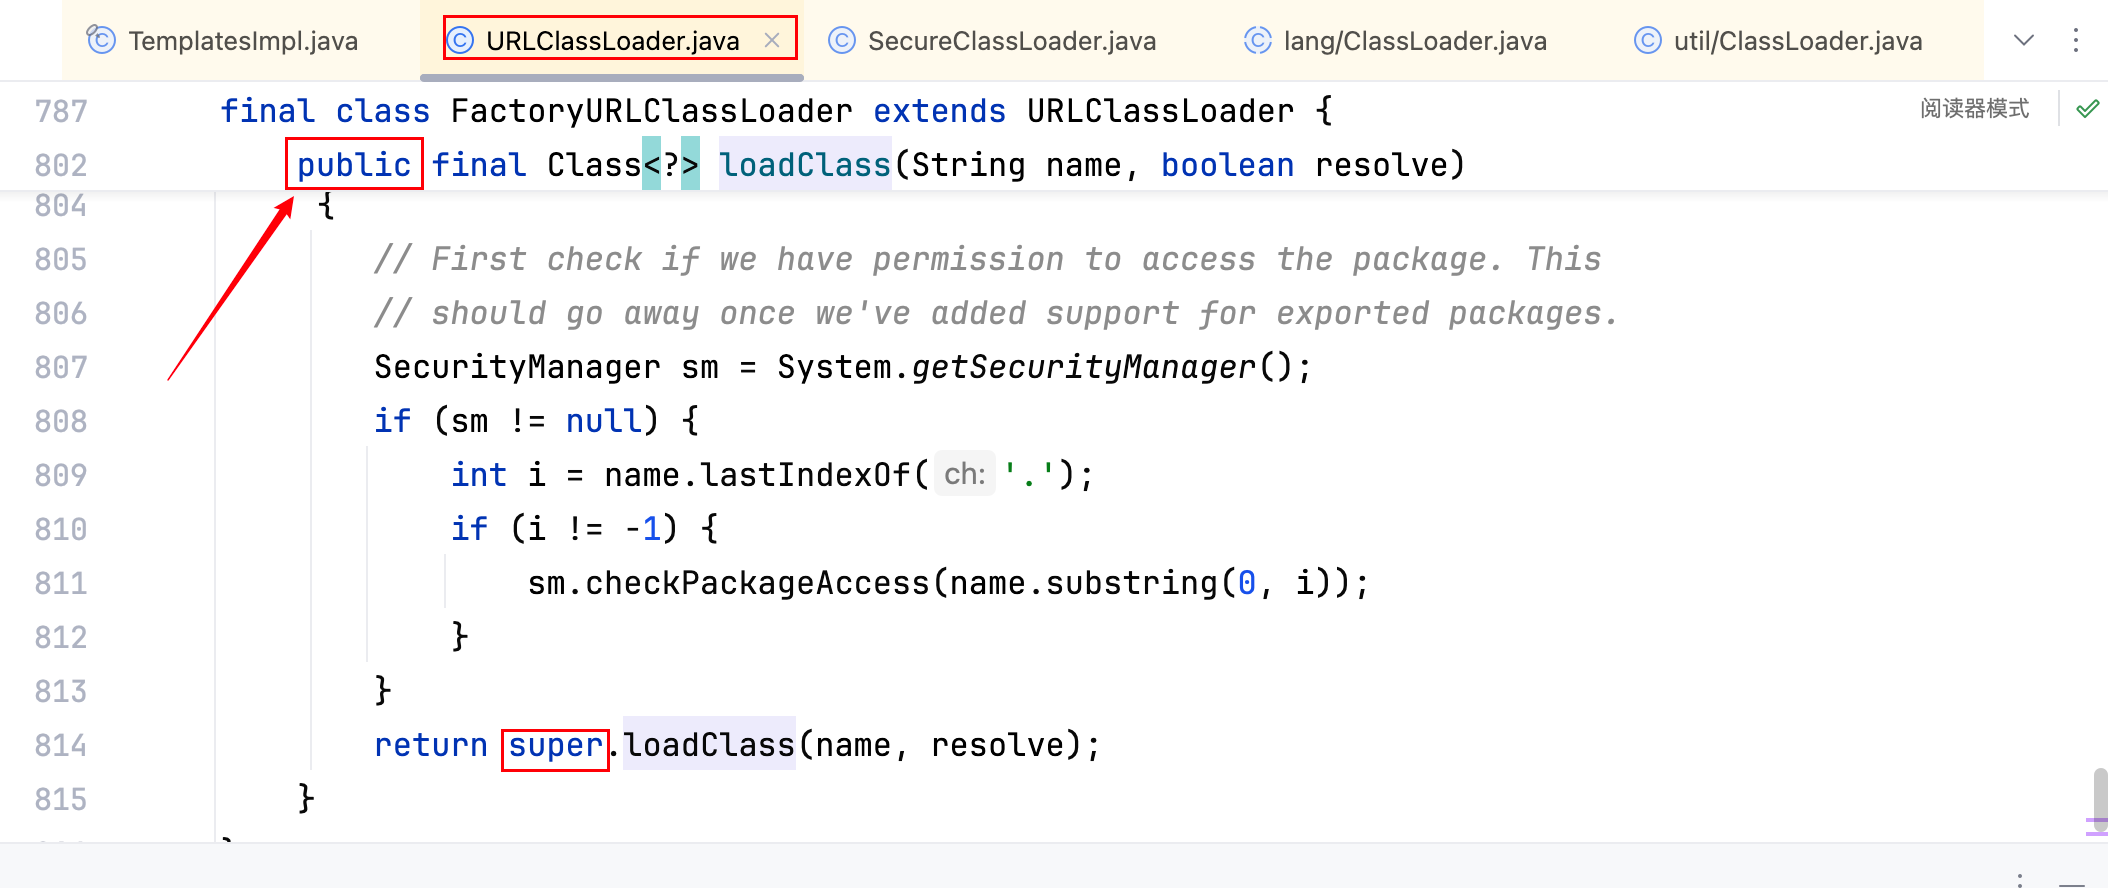 TemplatesImpl.java URLClassLoader.java SecureClassLoader.java lang/ClassLoader.java util/ClassLoader.java
787 final class FactoryURLClassLoader extends URLClassLoader { 阅读器模式
802 public final Class<?> loadClass(String name, boolean resolve)
804 {
805 // First check if we have permission to access the package. This
806 // should go away once we've added support for exported packages.
807 SecurityManager sm = System.getSecurityManager();
808 if (sm != null) {
809 int i = name.lastIndexOf( ch: '.');
810 if (i != -1) {
811 sm.checkPackageAccess(name.substring(0, i));
812 }
813 }
814 return super.loadClass(name, resolve);
815 }